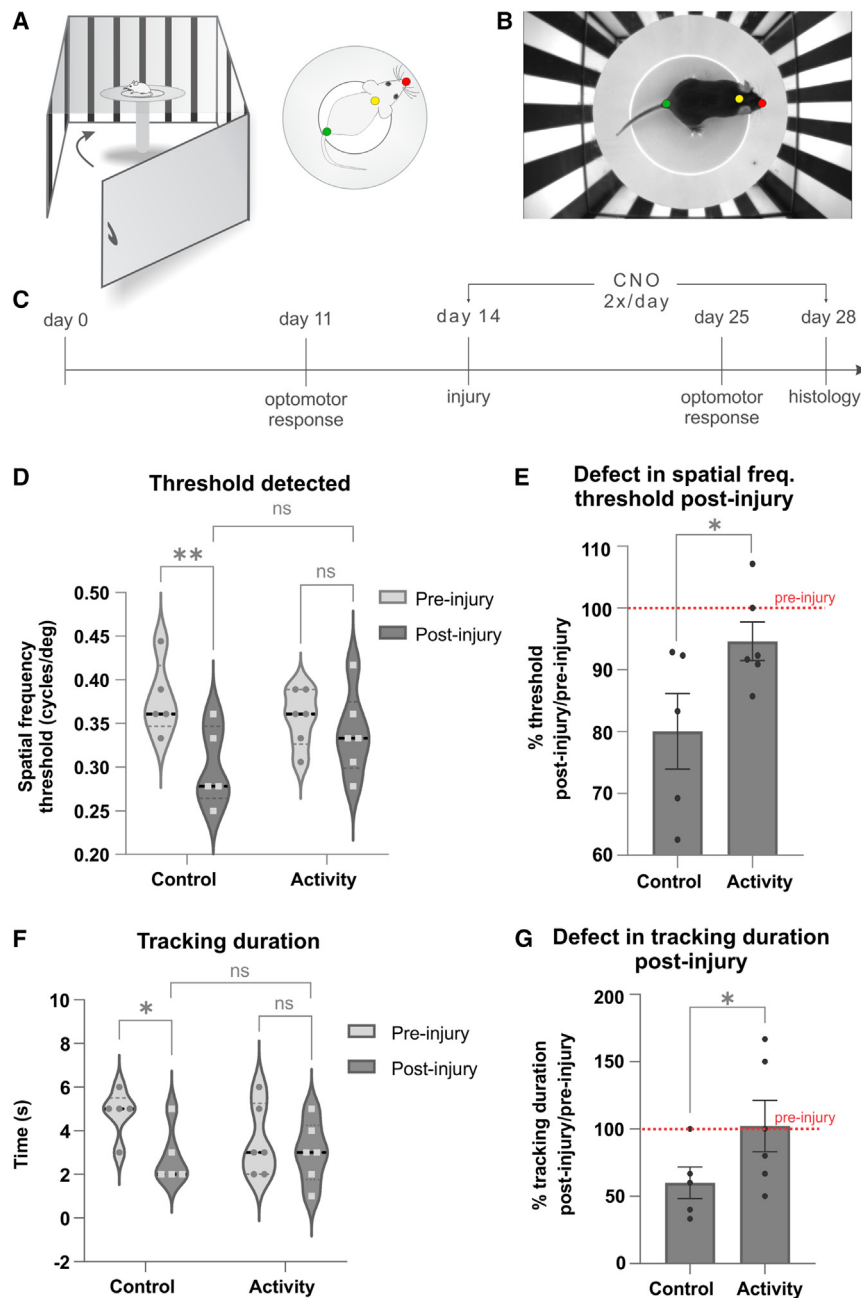 A
B
C
CNO
2x/day
day 0
day 11
day 14
day 25
day 28
optomotor
response
injury
optomotor
response
histology
D
Threshold detected
ns
**
ns
Pre-injury
Post-injury
Spatial frequency
threshold (cycles/deg)
0.50
0.45
0.40
0.35
0.30
0.25
0.20
Control
Activity
E
Defect in spatial freq.
threshold post-injury
*
pre-injury
% threshold
post-injury/pre-injury
110
100
90
80
70
60
Control
Activity
F
Tracking duration
ns
*
ns
Pre-injury
Post-injury
Time (s)
10
8
6
4
2
0
-2
Control
Activity
G
Defect in tracking duration
post-injury
*
pre-injury
% tracking duration
post-injury/pre-injury
200
150
100
50
0
Control
Activity